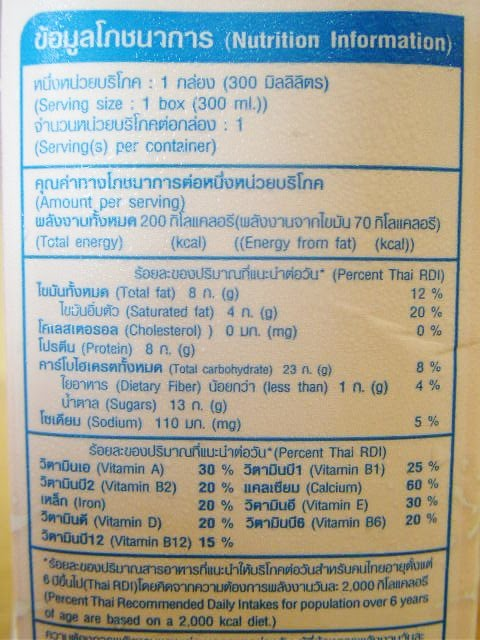 ข้อมูลโภชนาการ (Nutrition Information)
หนึ่งหน่วยบริโภค : 1 กล่อง (300 มิลลิลิตร)
(Serving size : 1 box (300 ml.))
จำนวนหน่วยบริโภคต่อกล่อง : 1
(Serving(s) per container)
คุณค่าทางโภชนาการต่อหนึ่งหน่วยบริโภค
(Amount per serving)
พลังงานทั้งหมด 200 กิโลแคลอรี(พลังงานจากไขมัน 70 กิโลแคลอรี)
(Total energy) (kcal) ((Energy from fat) (kcal))
ร้อยละของปริมาณที่แนะนำต่อวัน* (Percent Thai RDI)
ไขมันทั้งหมด (Total fat) 8 ก. (g) 12 %
ไขมันอิ่มตัว (Saturated fat) 4 ก. (g) 20 %
โคเลสเตอรอล (Cholesterol) ) 0 มก. (mg) 0 %
โปรตีน (Protein) 8 ก. (g)
คาร์โบไฮเดรตทั้งหมด (Total carbohydrate) 23 ก. (g) 8 %
ใยอาหาร (Dietary Fiber) น้อยกว่า (less than) 1 ก. (g) 4 %
น้ำตาล (Sugars) 13 ก. (g)
โซเดียม (Sodium) 110 มก. (mg) 5 %
ร้อยละของปริมาณที่แนะนำต่อวัน*(Percent Thai RDI)
วิตามินเอ (Vitamin A) 30 % วิตามินบี1 (Vitamin B1) 25 %
วิตามินบี2 (Vitamin B2) 20 % แคลเซียม (Calcium) 60 %
เหล็ก (Iron) 20 % วิตามินอี (Vitamin E) 30 %
วิตามินดี (Vitamin D) 20 % วิตามินบี6 (Vitamin B6) 20 %
วิตามินบี12 (Vitamin B12) 15 %
*ร้อยละของปริมาณสารอาหารที่แนะนำให้บริโภคต่อวันสำหรับคนไทยอายุตั้งแต่
6 ปีขึ้นไป(Thai RDI)โดยคิดจากความต้องการพลังงานวันละ 2,000 กิโลแคลอรี
(Percent Thai Recommended Daily Intakes for population over 6 years
of age are based on a 2,000 kcal diet.)